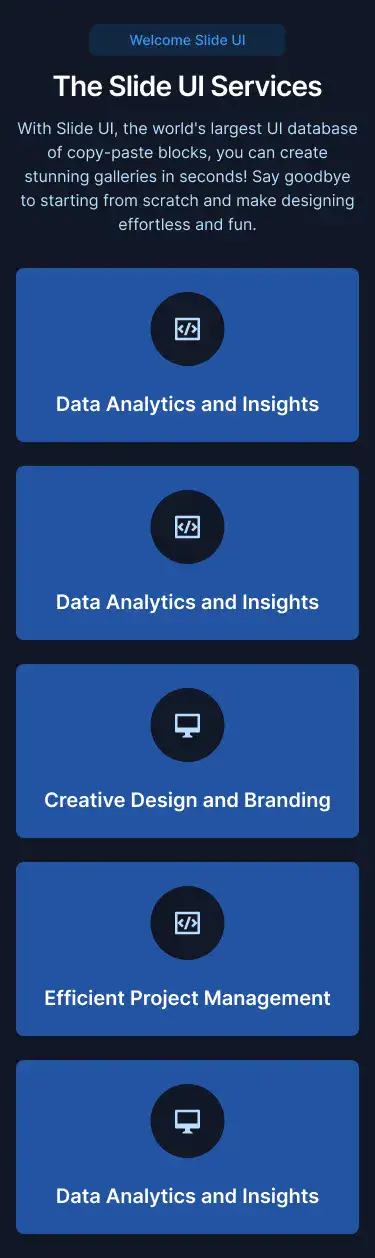 Welcome Slide UI
The Slide UI Services
With Slide UI, the world's largest UI database
of copy-paste blocks, you can create
stunning galleries in seconds! Say goodbye
to starting from scratch and make designing
effortless and fun.
Data Analytics and Insights
Data Analytics and Insights
Creative Design and Branding
Efficient Project Management
Data Analytics and Insights